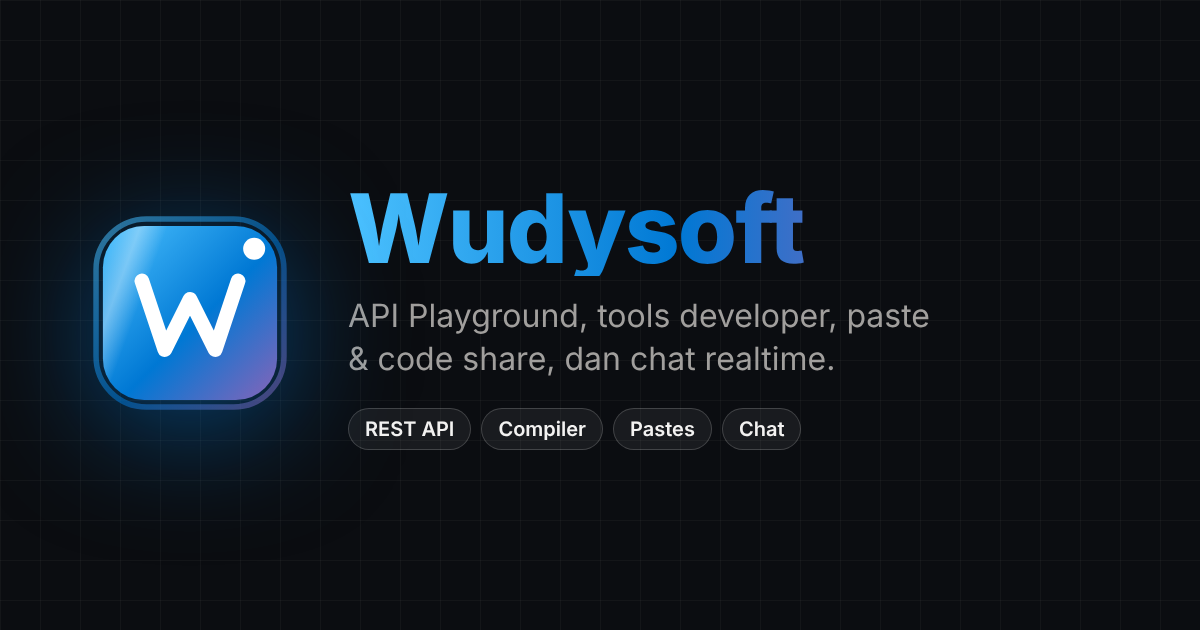 W
Wudysoft
API Playground, tools developer, paste
& code share, dan chat realtime.
REST API
Compiler
Pastes
Chat